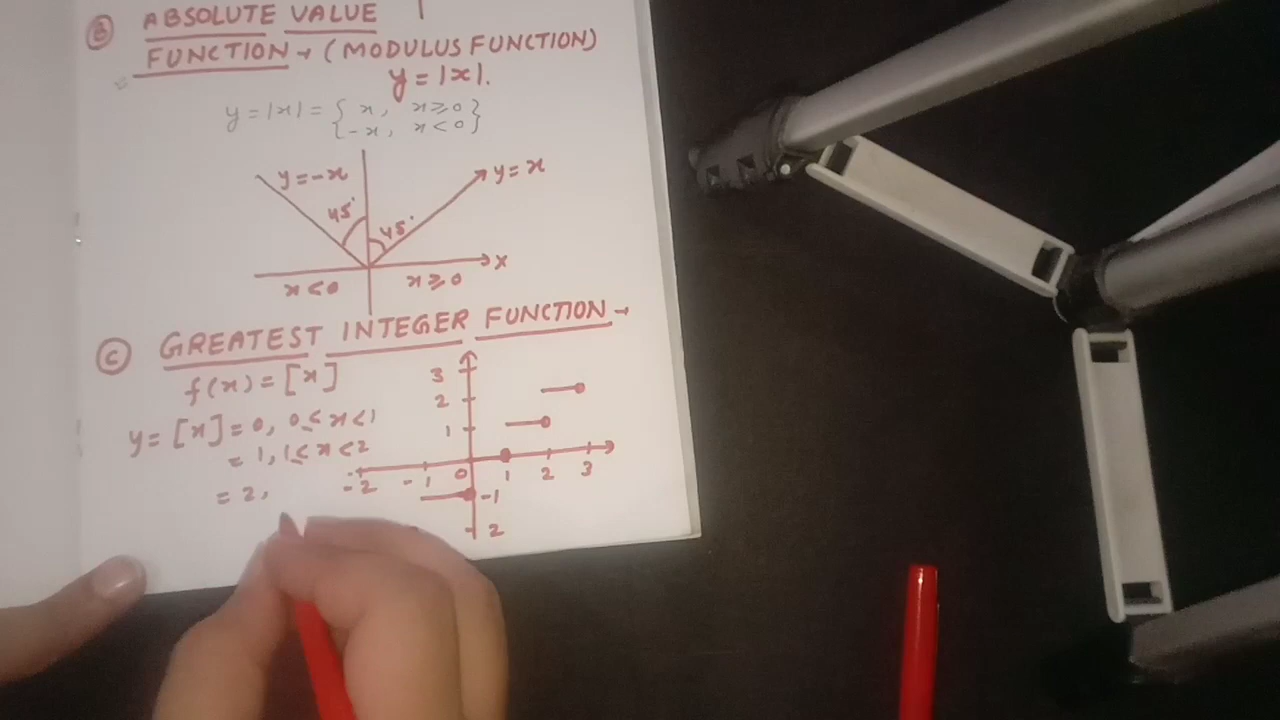 B ABSOLUTE VALUE
FUNCTION → (MODULUS FUNCTION)
y = |x|.
y = |x| = { x, x ≥ 0 }
{ -x, x < 0 }
y = -x
y = x
45°
45°
x
x < 0
x ≥ 0
C GREATEST INTEGER FUNCTION →
f(x) = [x]
y = [x] = 0, 0 ≤ x < 1
= 1, 1 ≤ x < 2
= 2,
3
2
1
-2 -1 0 1 2 3
-1
2